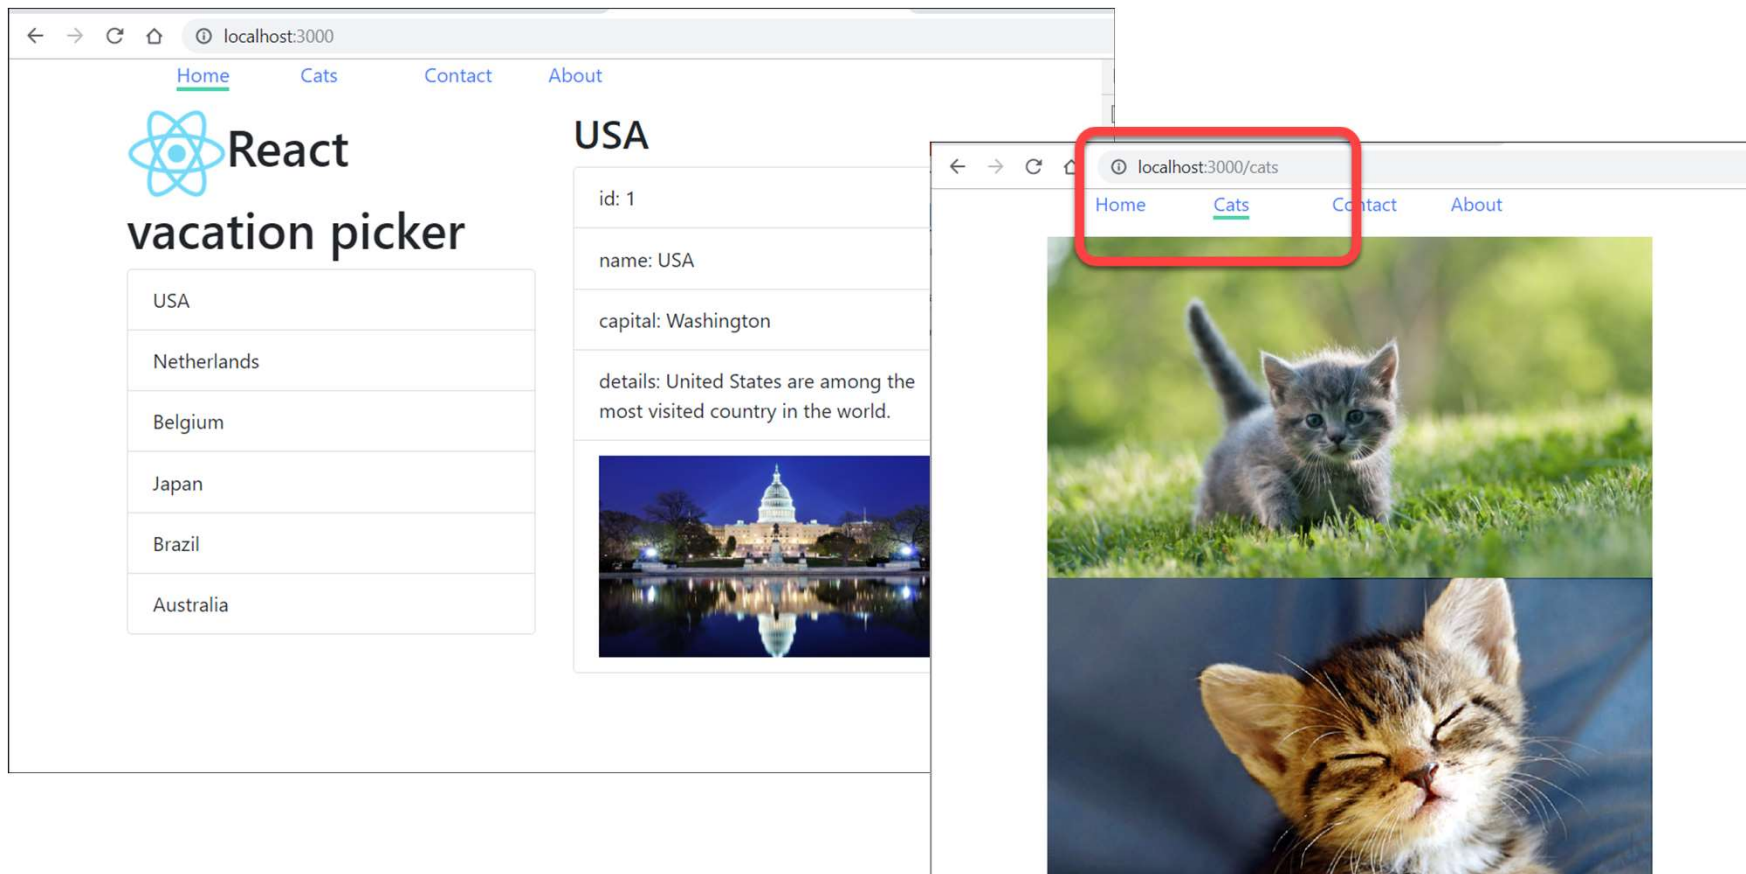 localhost:3000
Home Cats Contact About
React
vacation picker
USA
Netherlands
Belgium
Japan
Brazil
Australia
USA
id: 1
name: USA
capital: Washington
details: United States are among the
most visited country in the world.
localhost:3000/cats
Home Cats Contact About